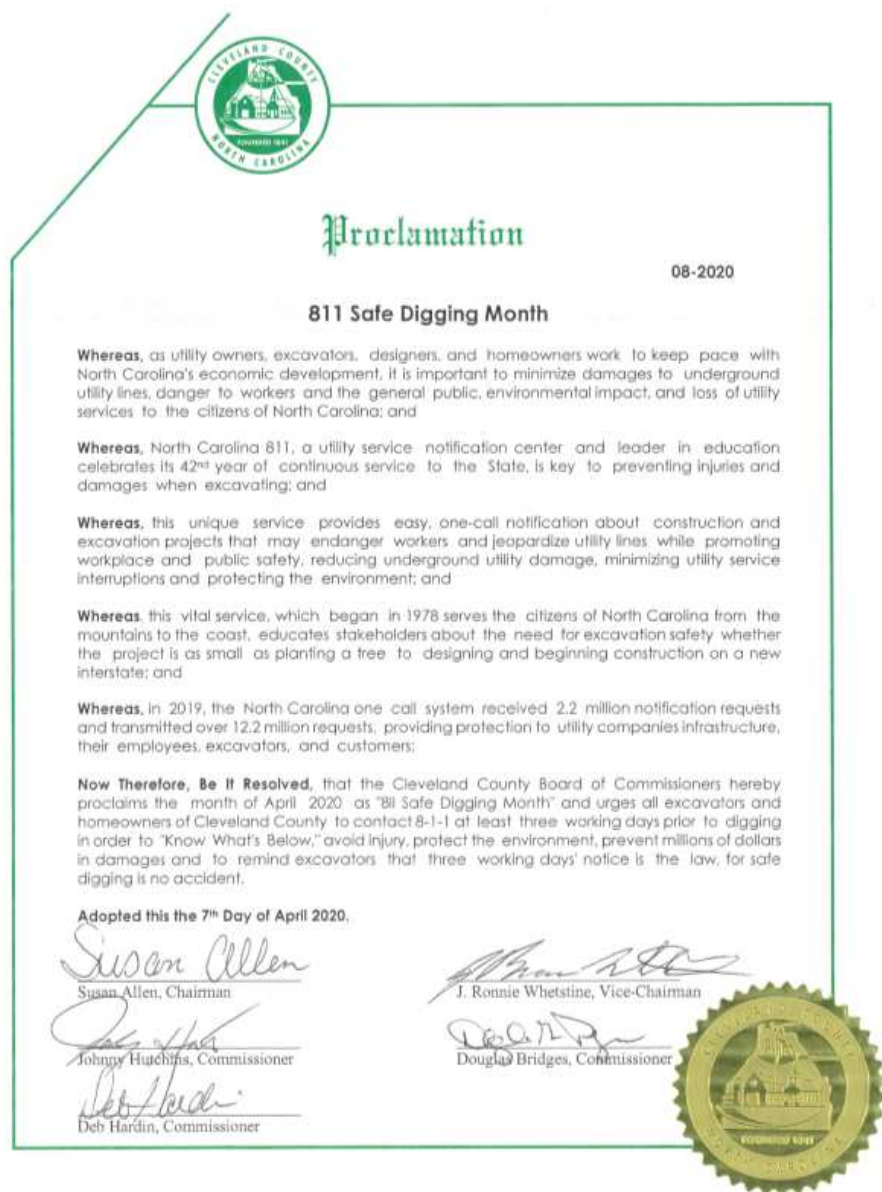 CLEVELAND COUNTY
FOUNDED 1841
NORTH CAROLINA
Proclamation
08-2020
811 Safe Digging Month
Whereas, as utility owners, excavators, designers, and homeowners work to keep pace with
North Carolina's economic development, it is important to minimize damages to underground
utility lines, danger to workers and the general public, environmental impact, and loss of utility
services to the citizens of North Carolina; and
Whereas, North Carolina 811, a utility service notification center and leader in education
celebrates its 42nd year of continuous service to the State, is key to preventing injuries and
damages when excavating; and
Whereas, this unique service provides easy, one-call notification about construction and
excavation projects that may endanger workers and jeopardize utility lines while promoting
workplace and public safety, reducing underground utility damage, minimizing utility service
interruptions and protecting the environment; and
Whereas, this vital service, which began in 1978 serves the citizens of North Carolina from the
mountains to the coast, educates stakeholders about the need for excavation safety whether
the project is as small as planting a tree to designing and beginning construction on a new
interstate; and
Whereas, in 2019, the North Carolina one call system received 2.2 million notification requests
and transmitted over 12.2 million requests, providing protection to utility companies infrastructure,
their employees, excavators, and customers;
Now Therefore, Be It Resolved, that the Cleveland County Board of Commissioners hereby
proclaims the month of April 2020 as "8ll Safe Digging Month" and urges all excavators and
homeowners of Cleveland County to contact 8-1-1 at least three working days prior to digging
in order to "Know What's Below," avoid injury, protect the environment, prevent millions of dollars
in damages and to remind excavators that three working days' notice is the law, for safe
digging is no accident.
Adopted this the 7th Day of April 2020.
Susan Allen
Susan Allen, Chairman
J. Ronnie Whetstine, Vice-Chairman
Johnny Hutchins, Commissioner
Douglas Bridges, Commissioner
Deb Hardin
Deb Hardin, Commissioner
CLEVELAND COUNTY
FOUNDED 1841
NORTH CAROLINA